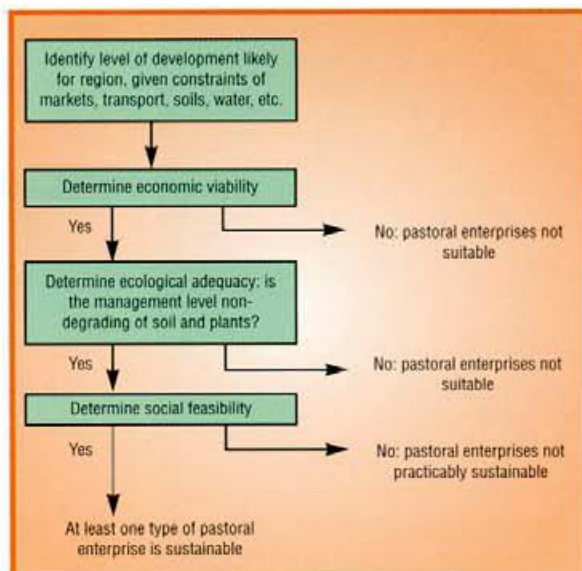 Identify level of development likely
for region, given constraints of
markets, transport, soils, water, etc.
Determine economic viability
Yes
No: pastoral enterprises not
suitable
Determine ecological adequacy: is
the management level non-
degrading of soil and plants?
Yes
No: pastoral enterprises not
suitable
Determine social feasibility
Yes
No: pastoral enterprises not
practicably sustainable
At least one type of pastoral
enterprise is sustainable